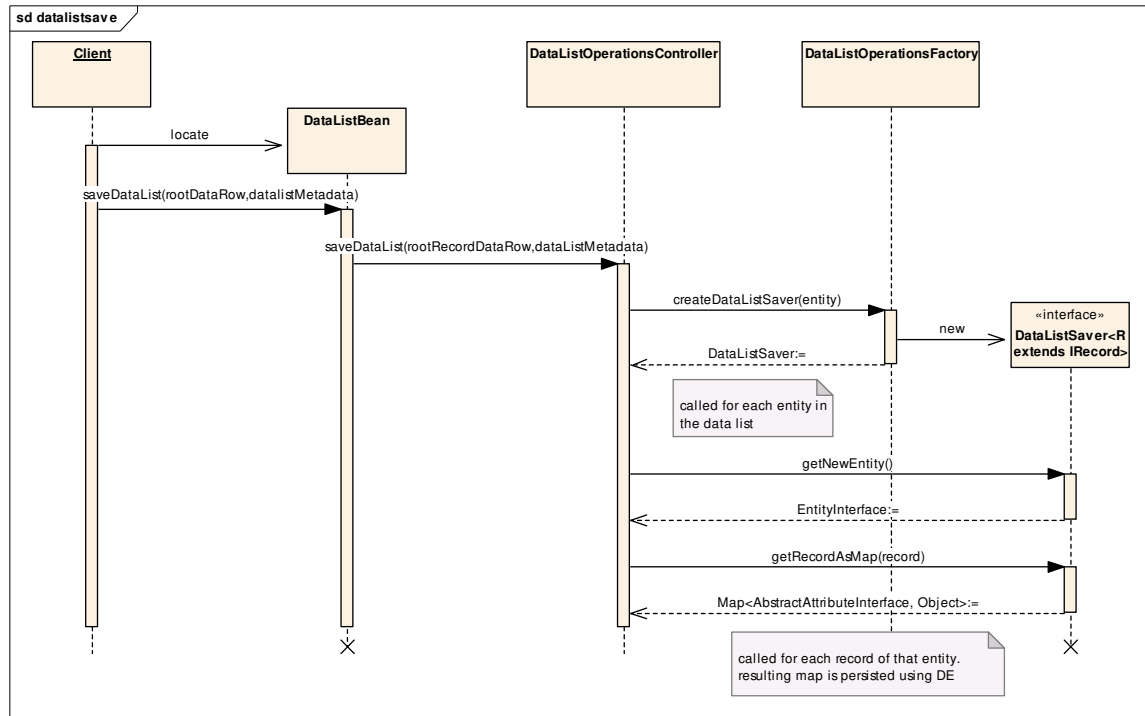 sd datalistsave
Client
DataListOperationsController
DataListOperationsFactory
DataListBean
locate
saveDataList(rootDataRow,datalistMetadata)
saveDataList(rootRecordDataRow,dataListMetadata)
createDataListSaver(entity)
new
«interface»
DataListSaver<R
extends IRecord>
DataListSaver:=
called for each entity in
the data list
getNewEntity()
EntityInterface:=
getRecordAsMap(record)
Map<AbstractAttributeInterface, Object>:=
called for each record of that entity.
resulting map is persisted using DE